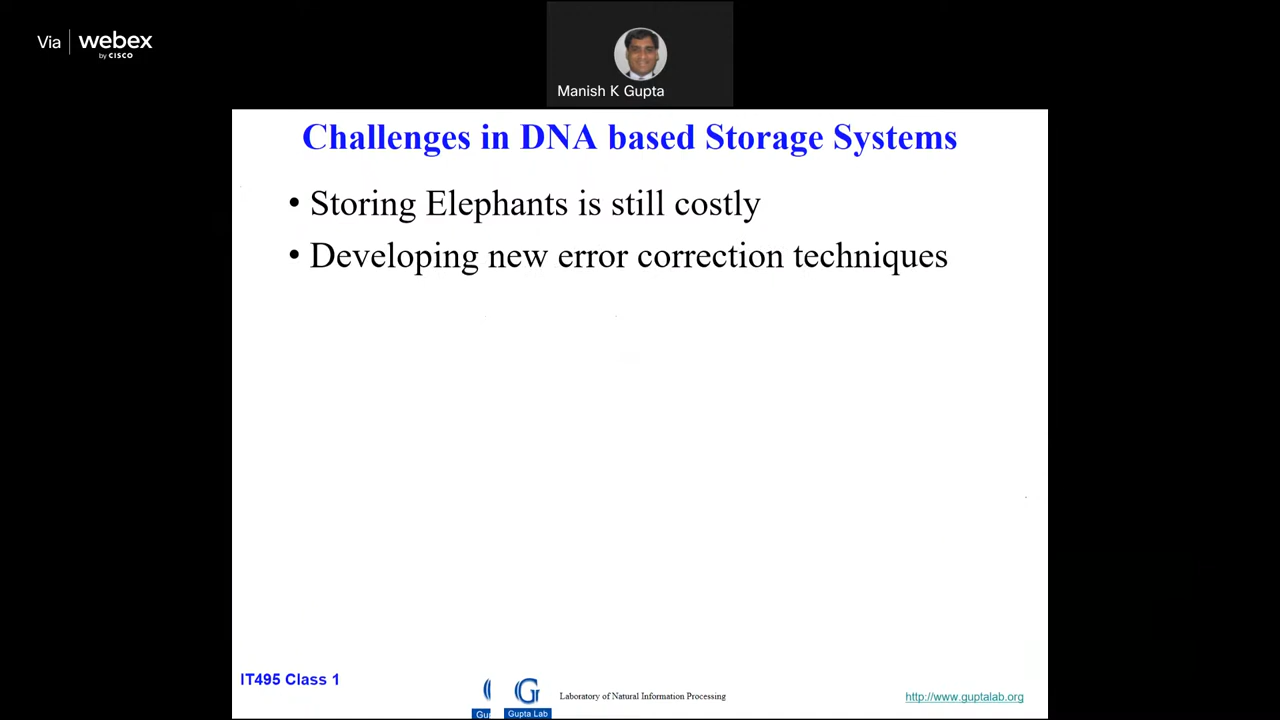 Via webex
by CISCO
Manish K Gupta
Challenges in DNA based Storage Systems
• Storing Elephants is still costly
• Developing new error correction techniques
IT495 Class 1
Gu
G
Gupta Lab
Laboratory of Natural Information Processing
http://www.guptalab.org